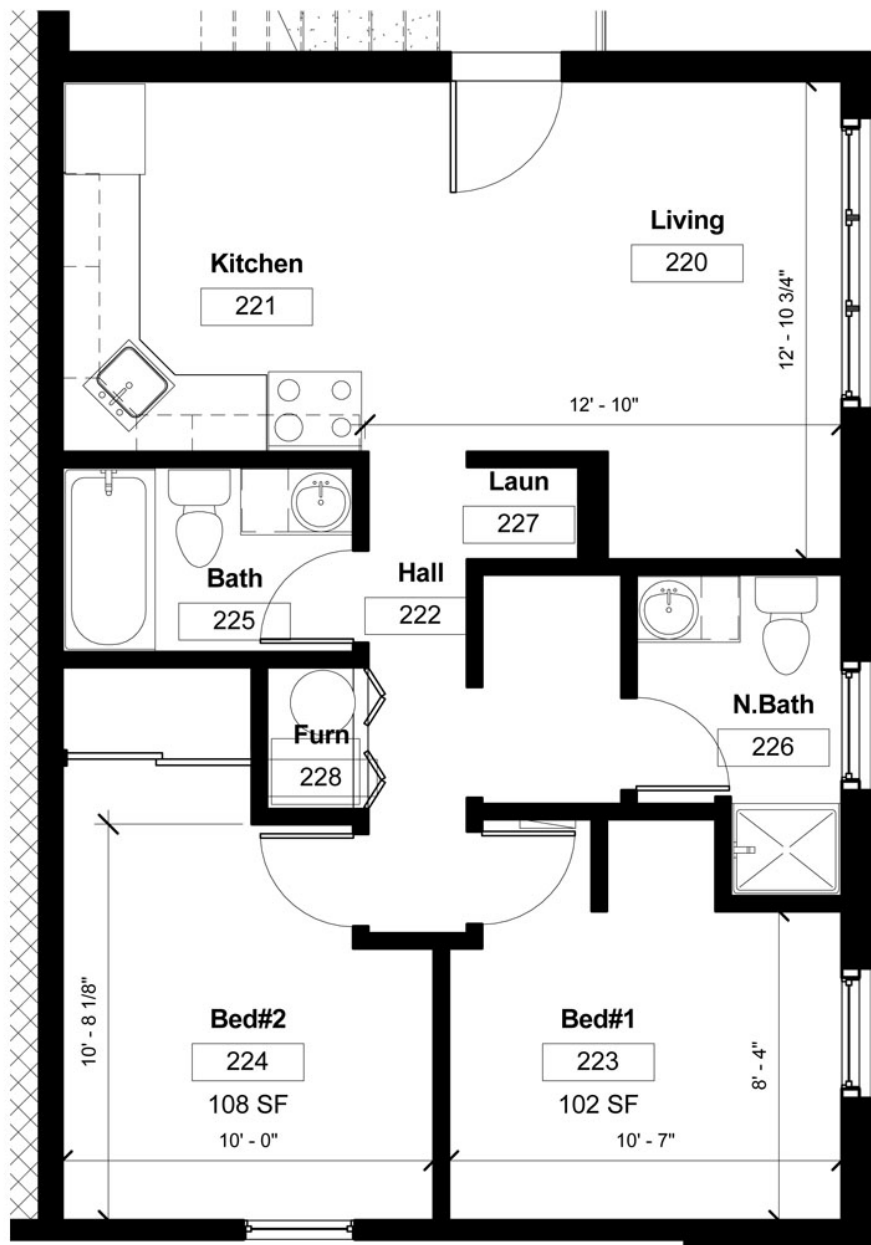 Living
220
Kitchen
221
12' - 10 3/4"
12' - 10"
Laun
227
Bath
225
Hall
222
N.Bath
226
Furn
228
10' - 8 1/8"
Bed#2
224
108 SF
10' - 0"
Bed#1
223
102 SF
10' - 7"
8' - 4"